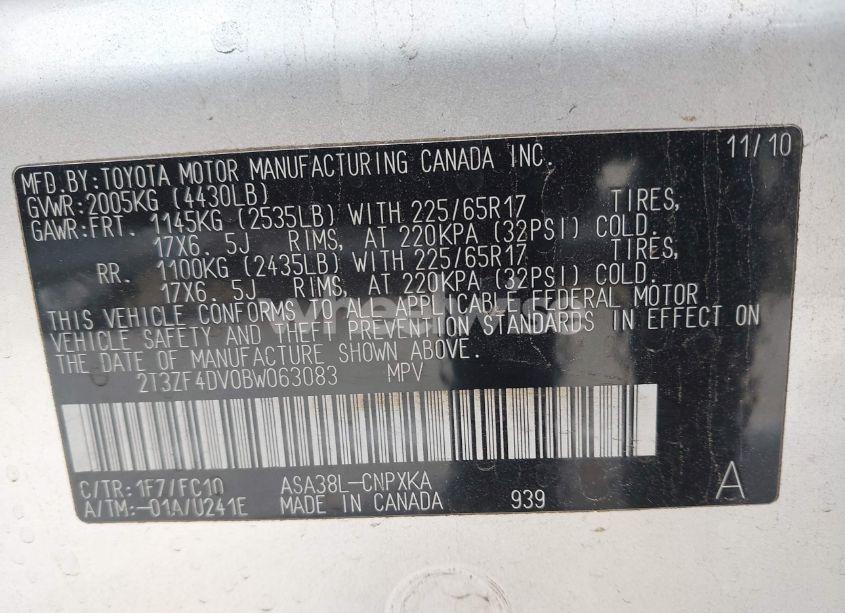 MFD.BY:TOYOTA MOTOR MANUFACTURING CANADA INC. 11/10
GVWR:2005KG (4430LB)
GAWR:FRT. 1145KG (2535LB) WITH 225/65R17 TIRES,
17X6. 5J RIMS, AT 220KPA (32PSI) COLD.
RR. 1100KG (2435LB) WITH 225/65R17 TIRES,
17X6. 5J RIMS, AT 220KPA (32PSI) COLD.
THIS VEHICLE CONFORMS TO ALL APPLICABLE FEDERAL MOTOR
VEHICLE SAFETY AND THEFT PREVENTION STANDARDS IN EFFECT ON
THE DATE OF MANUFACTURE SHOWN ABOVE.
2T3ZF4DV0BW063083 MPV
C/TR:1F7/FC10 ASA38L-CNPXKA A
A/TM:-01A/U241E MADE IN CANADA 939